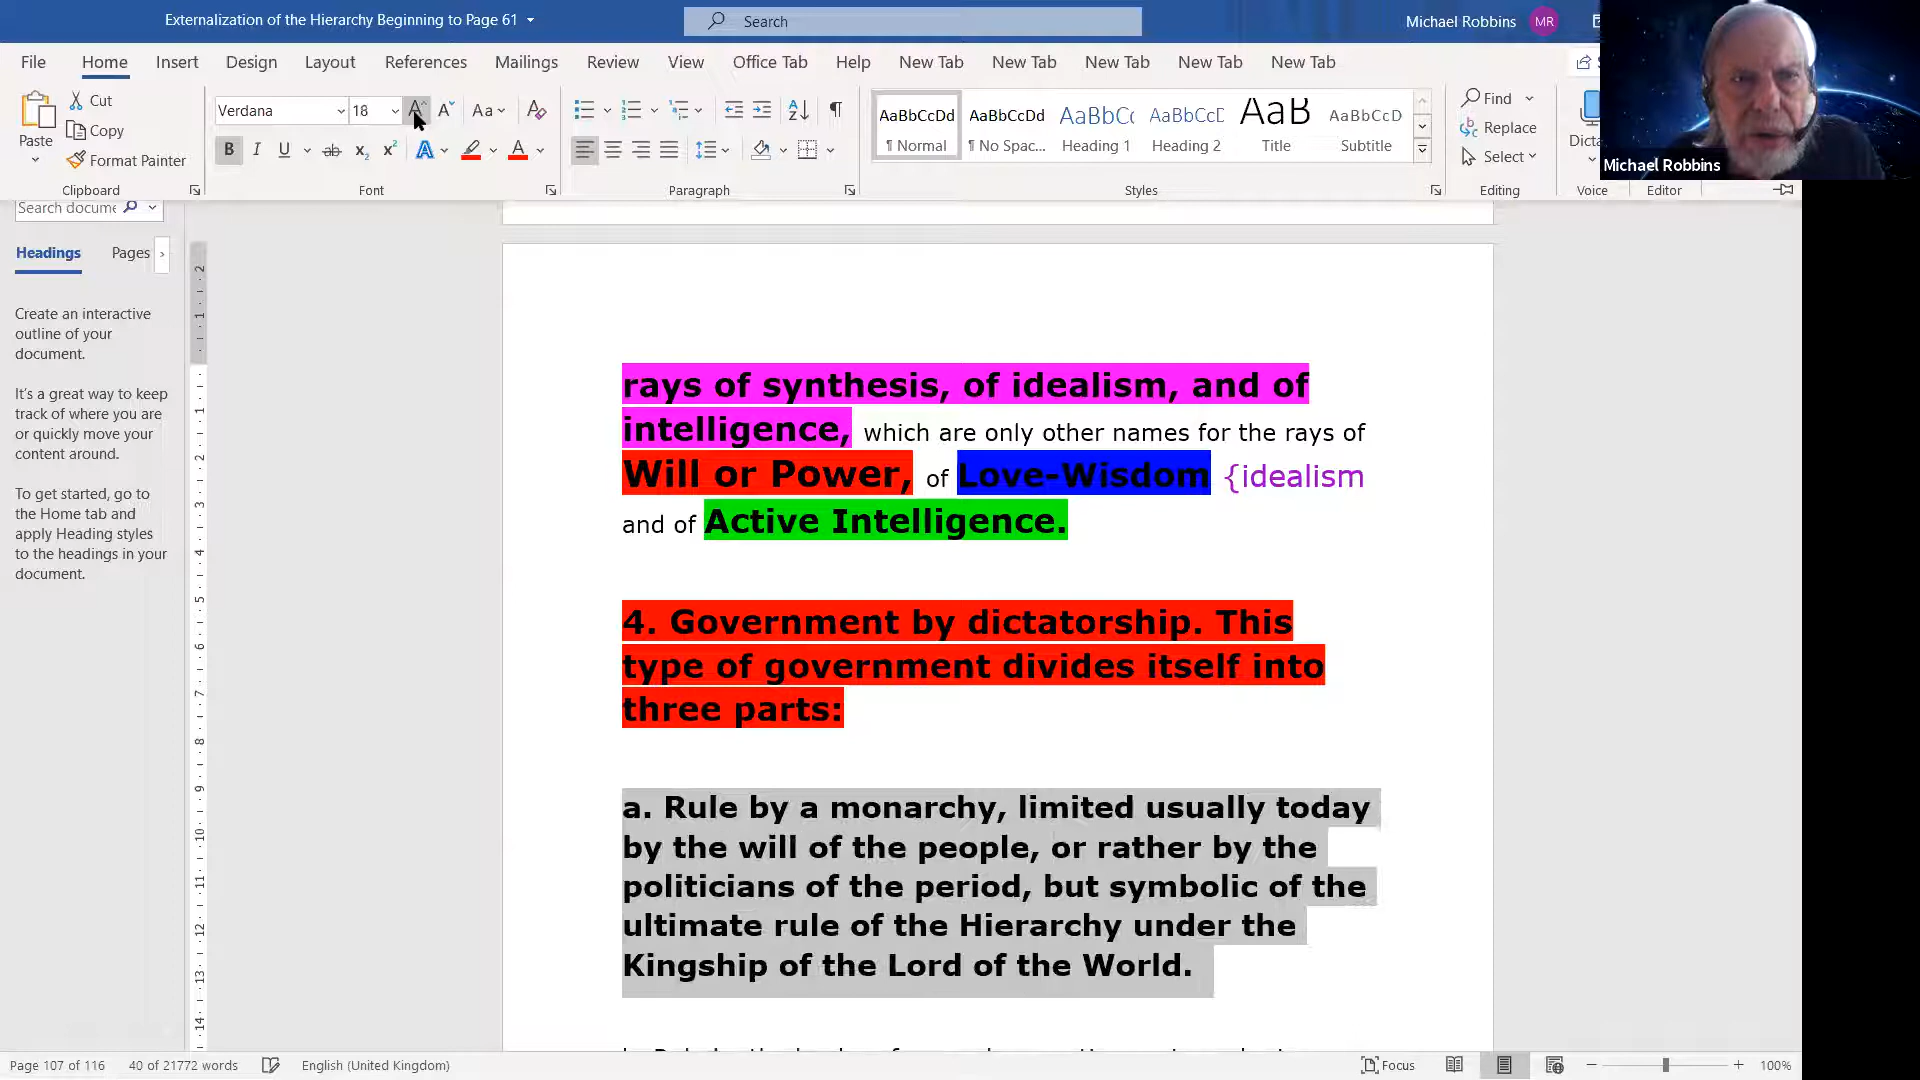 Externalization of the Hierarchy Beginning to Page 61
Search
Michael Robbins
MR
File Home Insert Design Layout References Mailings Review View Office Tab Help New Tab New Tab New Tab New Tab New Tab
Paste
Cut
Copy
Format Painter
Clipboard
Verdana 18
Font
Paragraph
AaBbCcDd AaBbCcDd AaBbCc AaBbCcD AaB AaBbCcD
¶ Normal ¶ No Spac... Heading 1 Heading 2 Title Subtitle
Styles
Find
Replace
Select
Editing
Voice
Editor
Michael Robbins
Headings Pages
Create an interactive
outline of your
document.
It's a great way to keep
track of where you are
or quickly move your
content around.
To get started, go to
the Home tab and
apply Heading styles
to the headings in your
document.
rays of synthesis, of idealism, and of
intelligence, which are only other names for the rays of
Will or Power, of Love-Wisdom {idealism
and of Active Intelligence.
4. Government by dictatorship. This
type of government divides itself into
three parts:
a. Rule by a monarchy, limited usually today
by the will of the people, or rather by the
politicians of the period, but symbolic of the
ultimate rule of the Hierarchy under the
Kingship of the Lord of the World.
Page 107 of 116 40 of 21772 words English (United Kingdom) Focus 100%